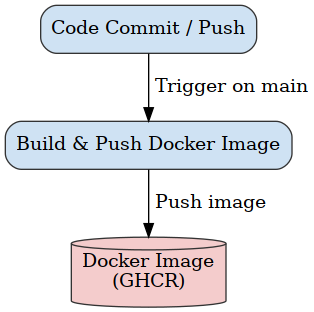 Code Commit / Push
Trigger on main
Build & Push Docker Image
Push image
Docker Image
(GHCR)